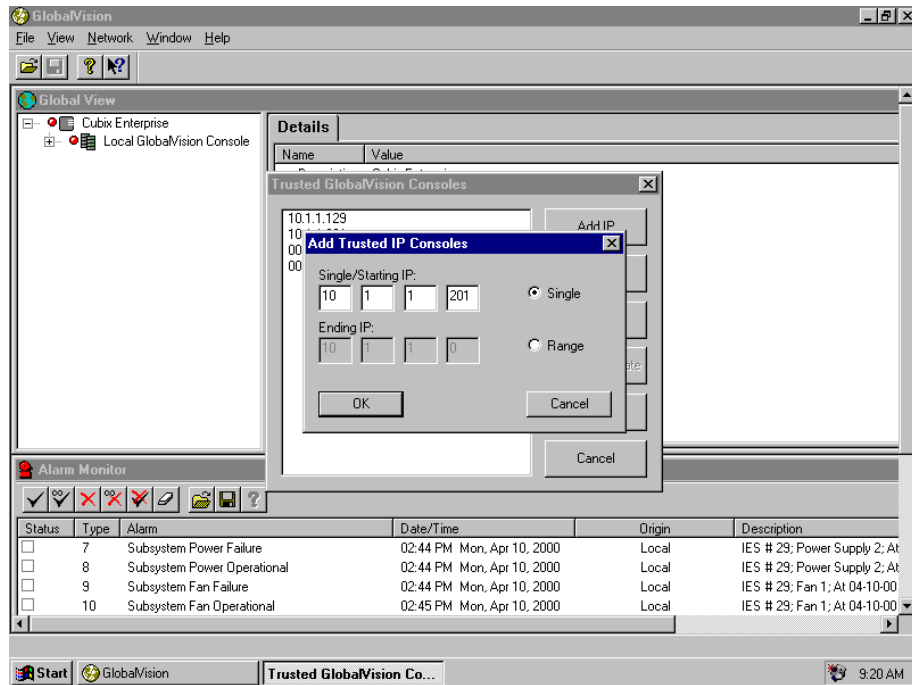 GlobalVision
File View Network Window Help
Global View
Cubix Enterprise
Local GlobalVision Console
Details
Name Value
Trusted GlobalVision Consoles
10.1.1.129
Add IP
10
00
00
Add Trusted IP Consoles
Single/Starting IP:
10 1 1 201
Single
Ending IP:
10 1 1 0
Range
OK
Cancel
Cancel
Alarm Monitor
Status Type Alarm Date/Time Origin Description
7 Subsystem Power Failure 02:44 PM Mon, Apr 10, 2000 Local IES # 29; Power Supply 2; At
8 Subsystem Power Operational 02:44 PM Mon, Apr 10, 2000 Local IES # 29; Power Supply 2; At
9 Subsystem Fan Failure 02:44 PM Mon, Apr 10, 2000 Local IES # 29; Fan 1; At 04-10-00
10 Subsystem Fan Operational 02:45 PM Mon, Apr 10, 2000 Local IES # 29; Fan 1; At 04-10-00
Start GlobalVision Trusted GlobalVision Co... 9:20 AM